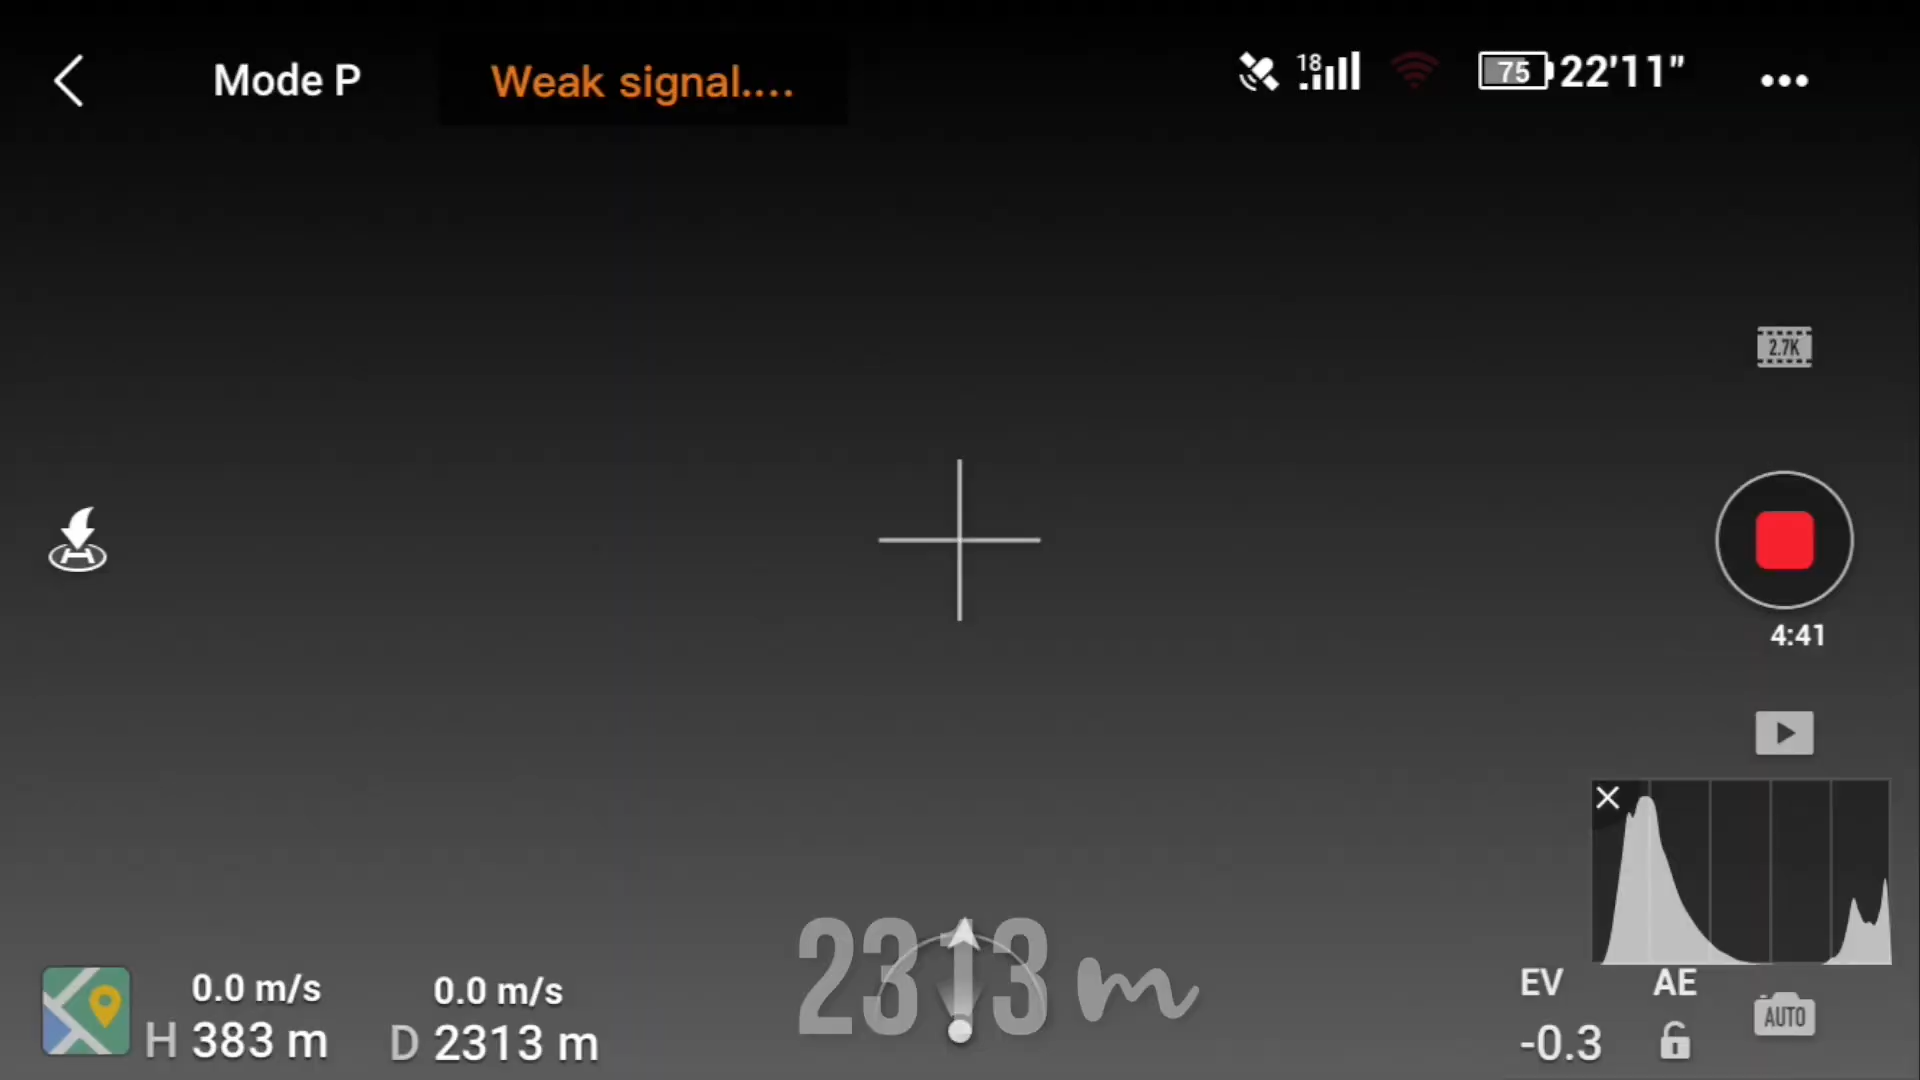 Mode P
Weak signal....
18
75
22'11"
2.7K
4:41
0.0 m/s
0.0 m/s
H 383 m
D 2313 m
2313 m
EV
AE
-0.3
AUTO